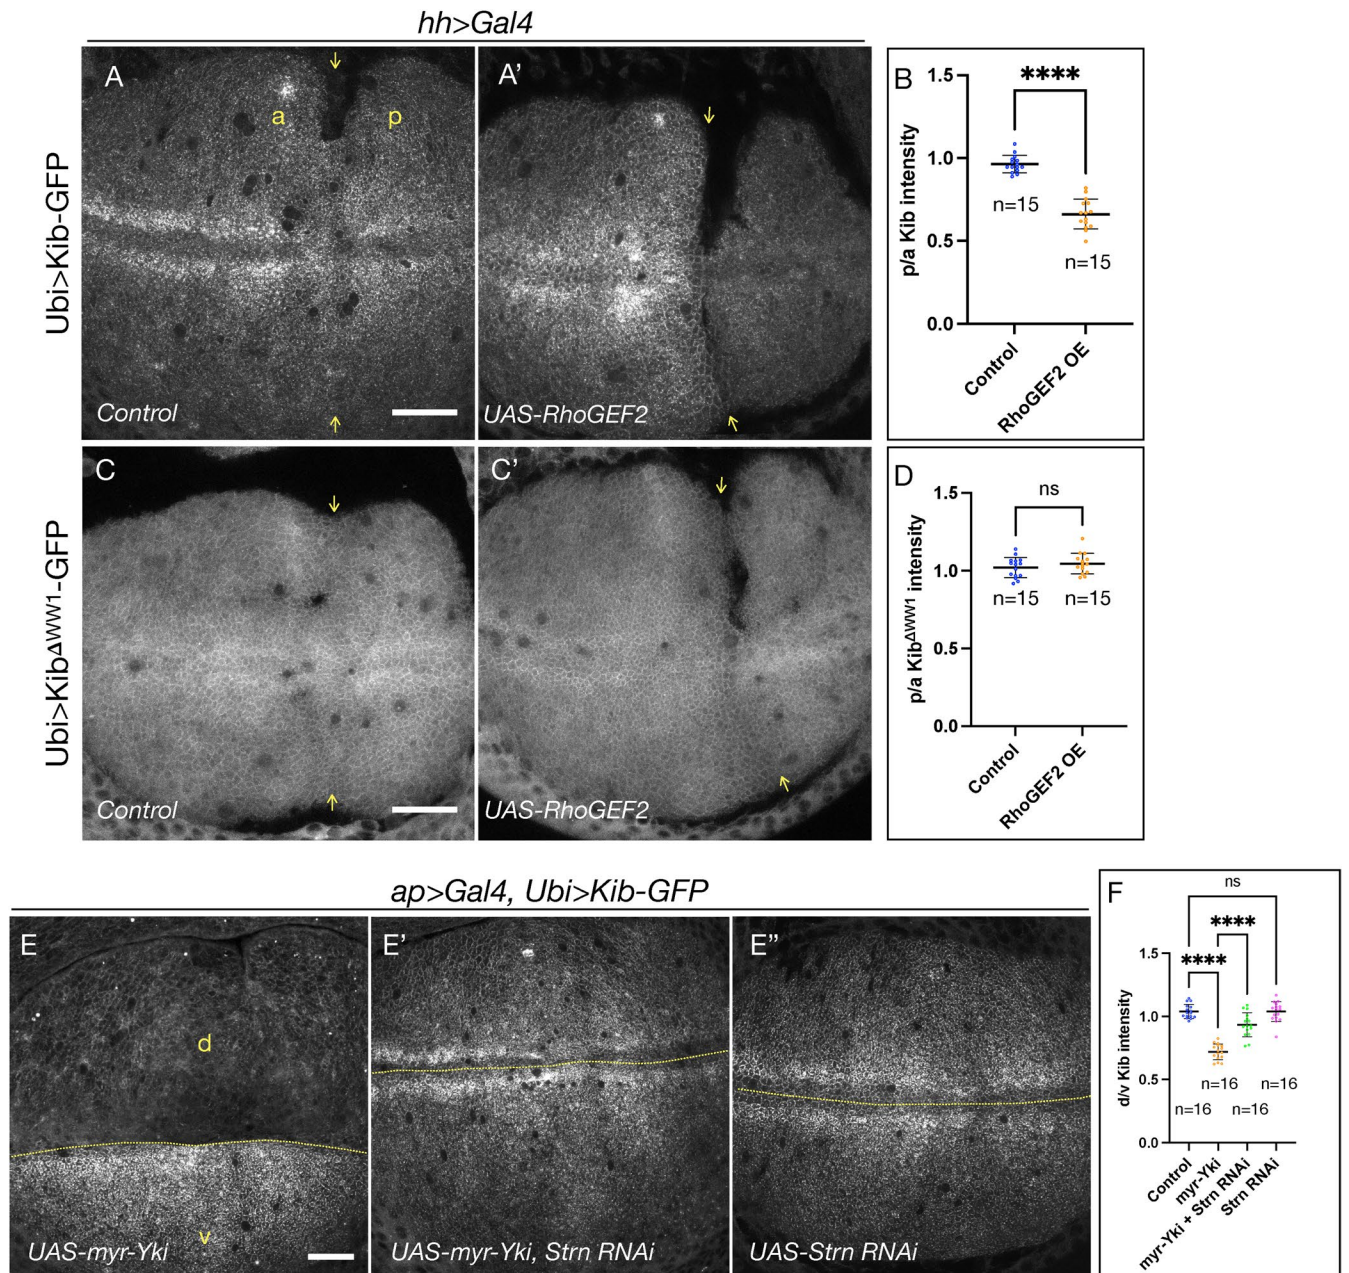 hh>Gal4
Ubi>Kib-GFP
A
a
p
Control
A'
UAS-RhoGEF2
B
****
1.5
1.0
0.5
0.0
p/a Kib intensity
n=15
n=15
Control
RhoGEF2 OE
Ubi>KibΔWW1-GFP
C
Control
C'
UAS-RhoGEF2
D
ns
1.5
1.0
0.5
0.0
p/a KibΔWW1 intensity
n=15
n=15
Control
RhoGEF2 OE
ap>Gal4, Ubi>Kib-GFP
E
d
v
UAS-myr-Yki
E'
UAS-myr-Yki, Strn RNAi
E"
UAS-Strn RNAi
F
ns
****
****
1.5
1.0
0.5
0.0
d/v Kib intensity
n=16
n=16
n=16
n=16
Control
myr-Yki
myr-Yki + Strn RNAi
Strn RNAi